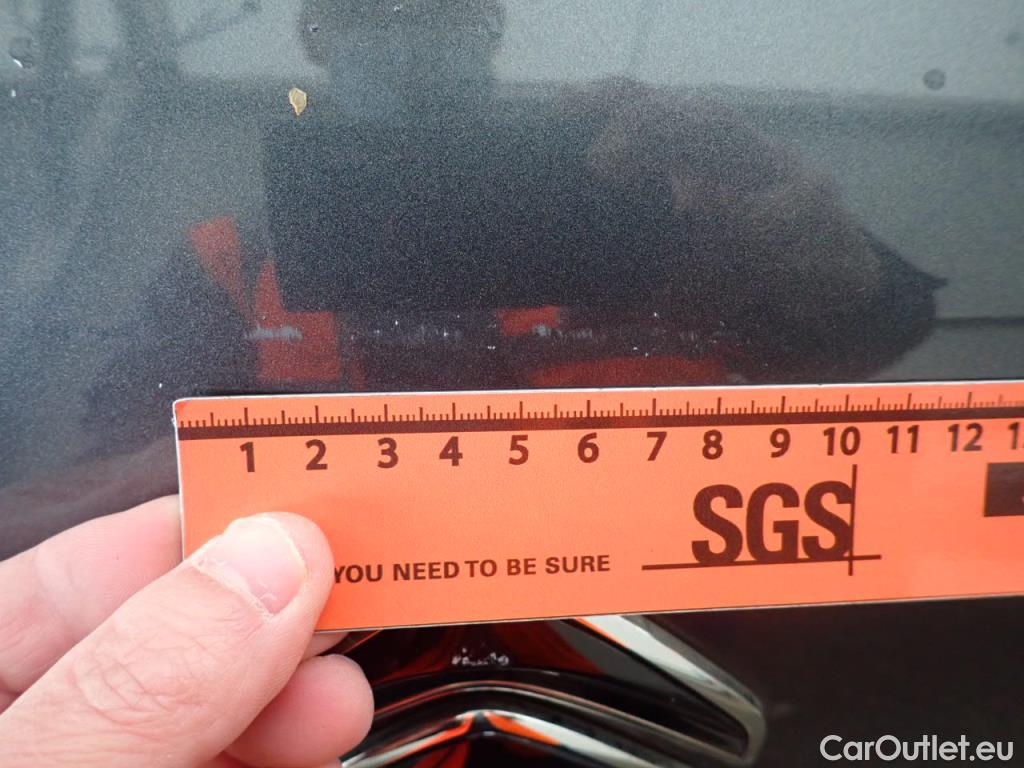 1 2 3 4 5 6 7 8 9 10 11 12
SGS
YOU NEED TO BE SURE
CarOutlet.eu